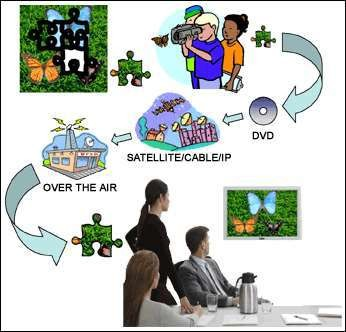 DVD
SATELLITE/CABLE/IP
OVER THE AIR